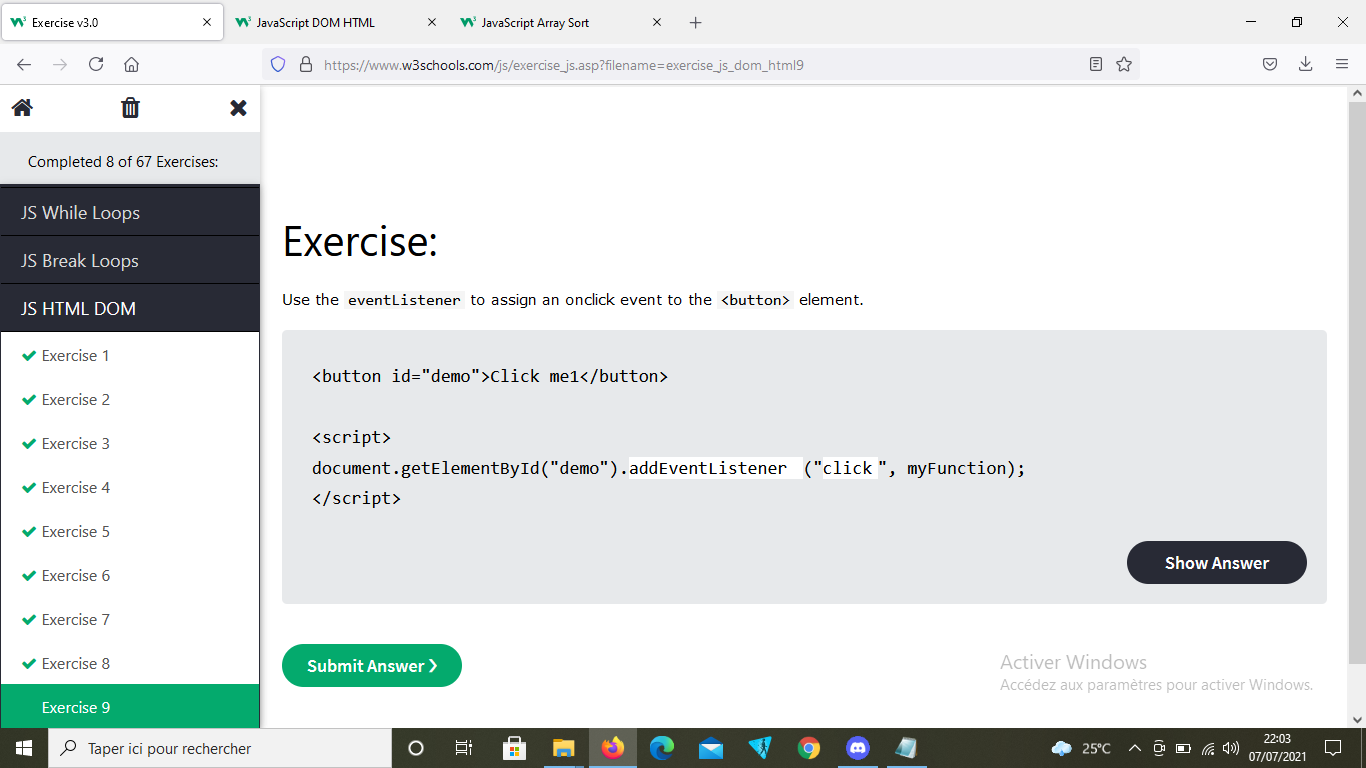 Exercise v3.0
JavaScript DOM HTML
JavaScript Array Sort
https://www.w3schools.com/js/exercise_js.asp?filename=exercise_js_dom_html9
Completed 8 of 67 Exercises:
JS While Loops
JS Break Loops
JS HTML DOM
Exercise 1
Exercise 2
Exercise 3
Exercise 4
Exercise 5
Exercise 6
Exercise 7
Exercise 8
Exercise 9
Exercise:
Use the eventListener to assign an onclick event to the <button> element.
<button id="demo">Click me1</button>
<script>
document.getElementById("demo").addEventListener ("click", myFunction);
</script>
Show Answer
Submit Answer ❯
Activer Windows
Accédez aux paramètres pour activer Windows.
Taper ici pour rechercher
25°C
22:03
07/07/2021